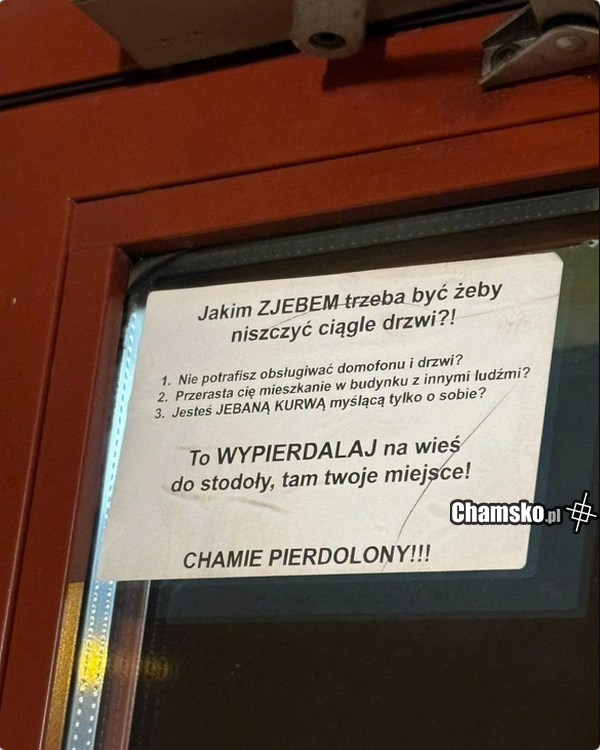 Jakim ZJEBEM trzeba być żeby
niszczyć ciągle drzwi?!
1. Nie potrafisz obsługiwać domofonu i drzwi?
2. Przerasta cię mieszkanie w budynku z innymi ludźmi?
3. Jesteś JEBANĄ KURWĄ myślącą tylko o sobie?
To WYPIERDALAJ na wieś
do stodoły, tam twoje miejsce!
Chamsko.pl
CHAMIE PIERDOLONY!!!